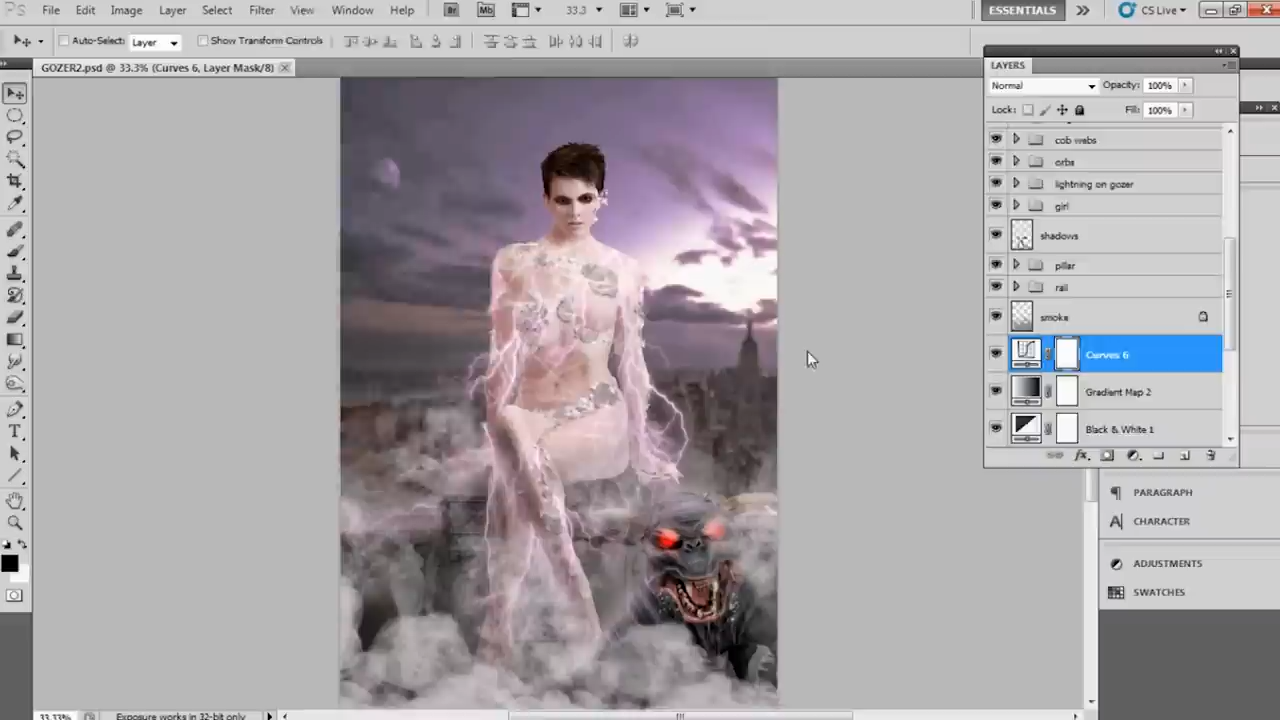 PS File Edit Image Layer Select Filter View Window Help Br Mb 33.3 ESSENTIALS CS Live
Auto-Select: Layer Show Transform Controls
GOZER2.psd @ 33.3% (Curves 6, Layer Mask/8)
LAYERS
Normal Opacity: 100%
Lock: Fill: 100%
cob webs
orbs
lightning on gozer
girl
shadows
pillar
rail
smoke
Curves 6
Gradient Map 2
Black & White 1
fx
PARAGRAPH
CHARACTER
ADJUSTMENTS
SWATCHES
33.33% Exposure works in 32-bit only